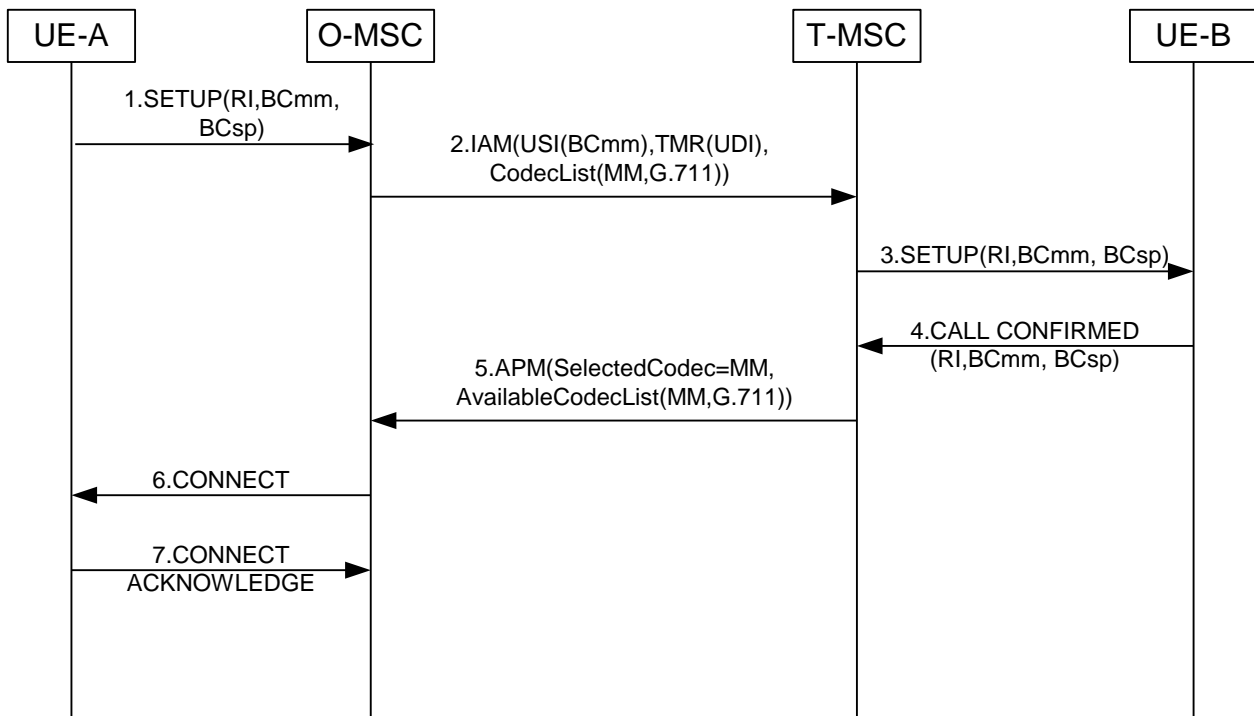 UE-A
O-MSC
T-MSC
UE-B
1.SETUP(RI,BCmm,
BCsp)
2.IAM(USI(BCmm),TMR(UDI),
CodecList(MM,G.711))
3.SETUP(RI,BCmm, BCsp)
4.CALL CONFIRMED
(RI,BCmm, BCsp)
5.APM(SelectedCodec=MM,
AvailableCodecList(MM,G.711))
6.CONNECT
7.CONNECT
ACKNOWLEDGE